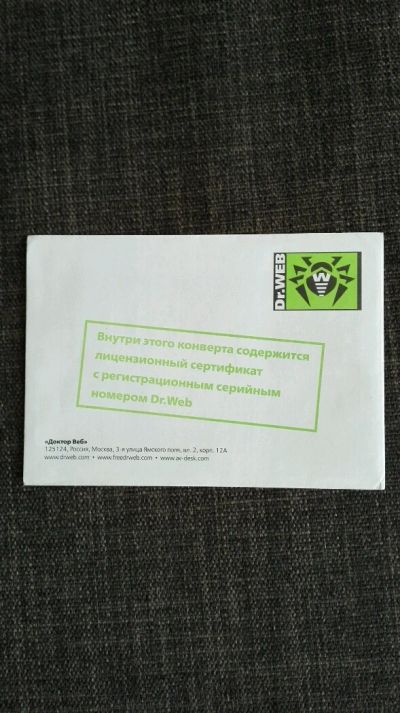 Dr.WEB
W
Внутри этого конверта содержится
лицензионный сертификат
с регистрационным серийным
номером Dr.Web
«Доктор Веб»
125124, Россия, Москва, 3-я улица Ямского поля, вл. 2, корп. 12А
www.drweb.com • www.freedrweb.com • www.av-desk.com